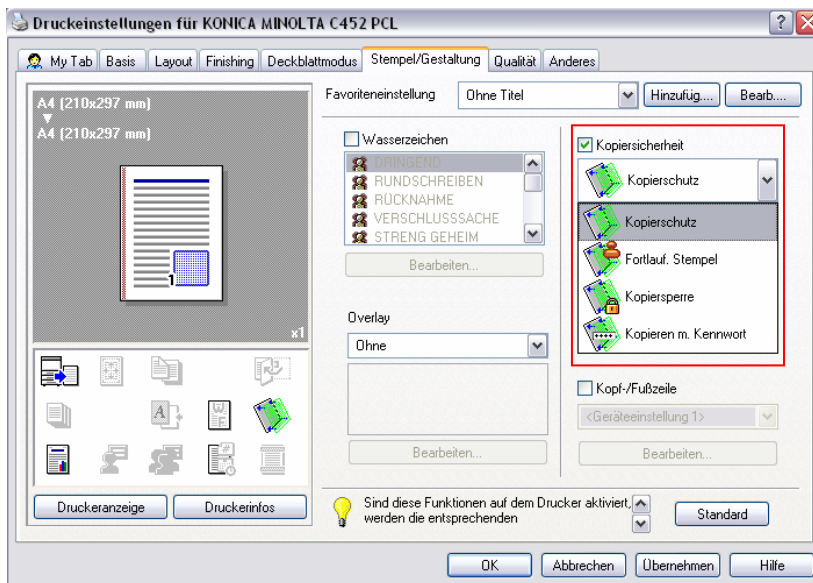 Druckeinstellungen für KONICA MINOLTA C452 PCL
My Tab Basis Layout Finishing Deckblattmodus Stempel/Gestaltung Qualität Anderes
A4 (210x297 mm)
A4 (210x297 mm)
1
x1
Druckeranzeige Druckerinfos
Favoriteneinstellung Ohne Titel Hinzufüg.... Bearb....
Wasserzeichen
DRINGEND
RUNDSCHREIBEN
RÜCKNAHME
VERSCHLUSSSACHE
STRENG GEHEIM
Bearbeiten...
Overlay
Ohne
Bearbeiten...
Kopiersicherheit
Kopierschutz
Kopierschutz
Fortlauf. Stempel
Kopiersperre
Kopieren m. Kennwort
Kopf-/Fußzeile
<Geräteeinstellung 1>
Bearbeiten...
Sind diese Funktionen auf dem Drucker aktiviert,
werden die entsprechenden
Standard
OK Abbrechen Übernehmen Hilfe